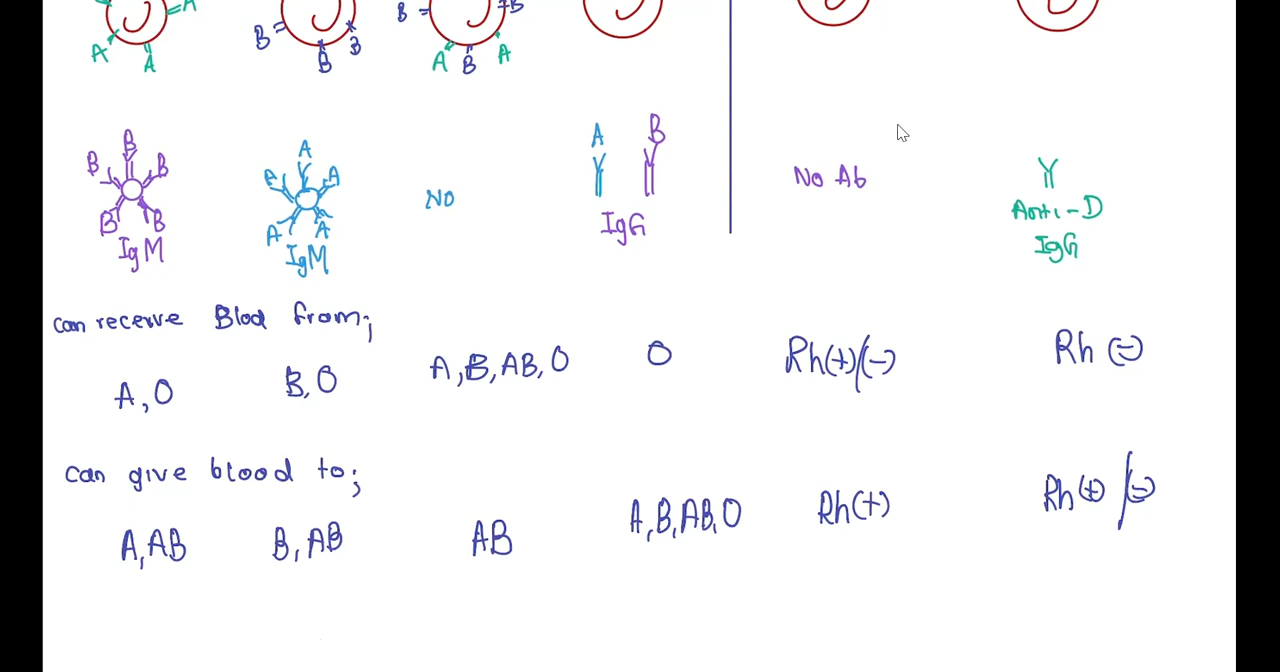 A
B B
A A B B A B A
B B B A A A B
B B A A A
IgM IgM NO IgG No Ab Anti-D
IgG
Can receive Blod from;
A, O B, O A, B, AB, O O Rh(+)/(-) Rh (-)
Can give blood to;
A, AB B, AB AB A, B, AB, O Rh(+) Rh(+)/(-)